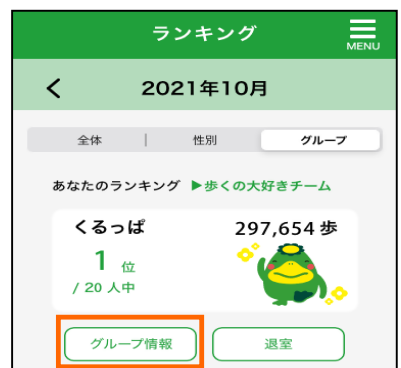 ランキング
MENU
2021年10月
全体 | 性別 グループ
あなたのランキング ▶歩くの大好きチーム
くるっぱ 297,654 歩
1 位
/ 20 人中
グループ情報 退室